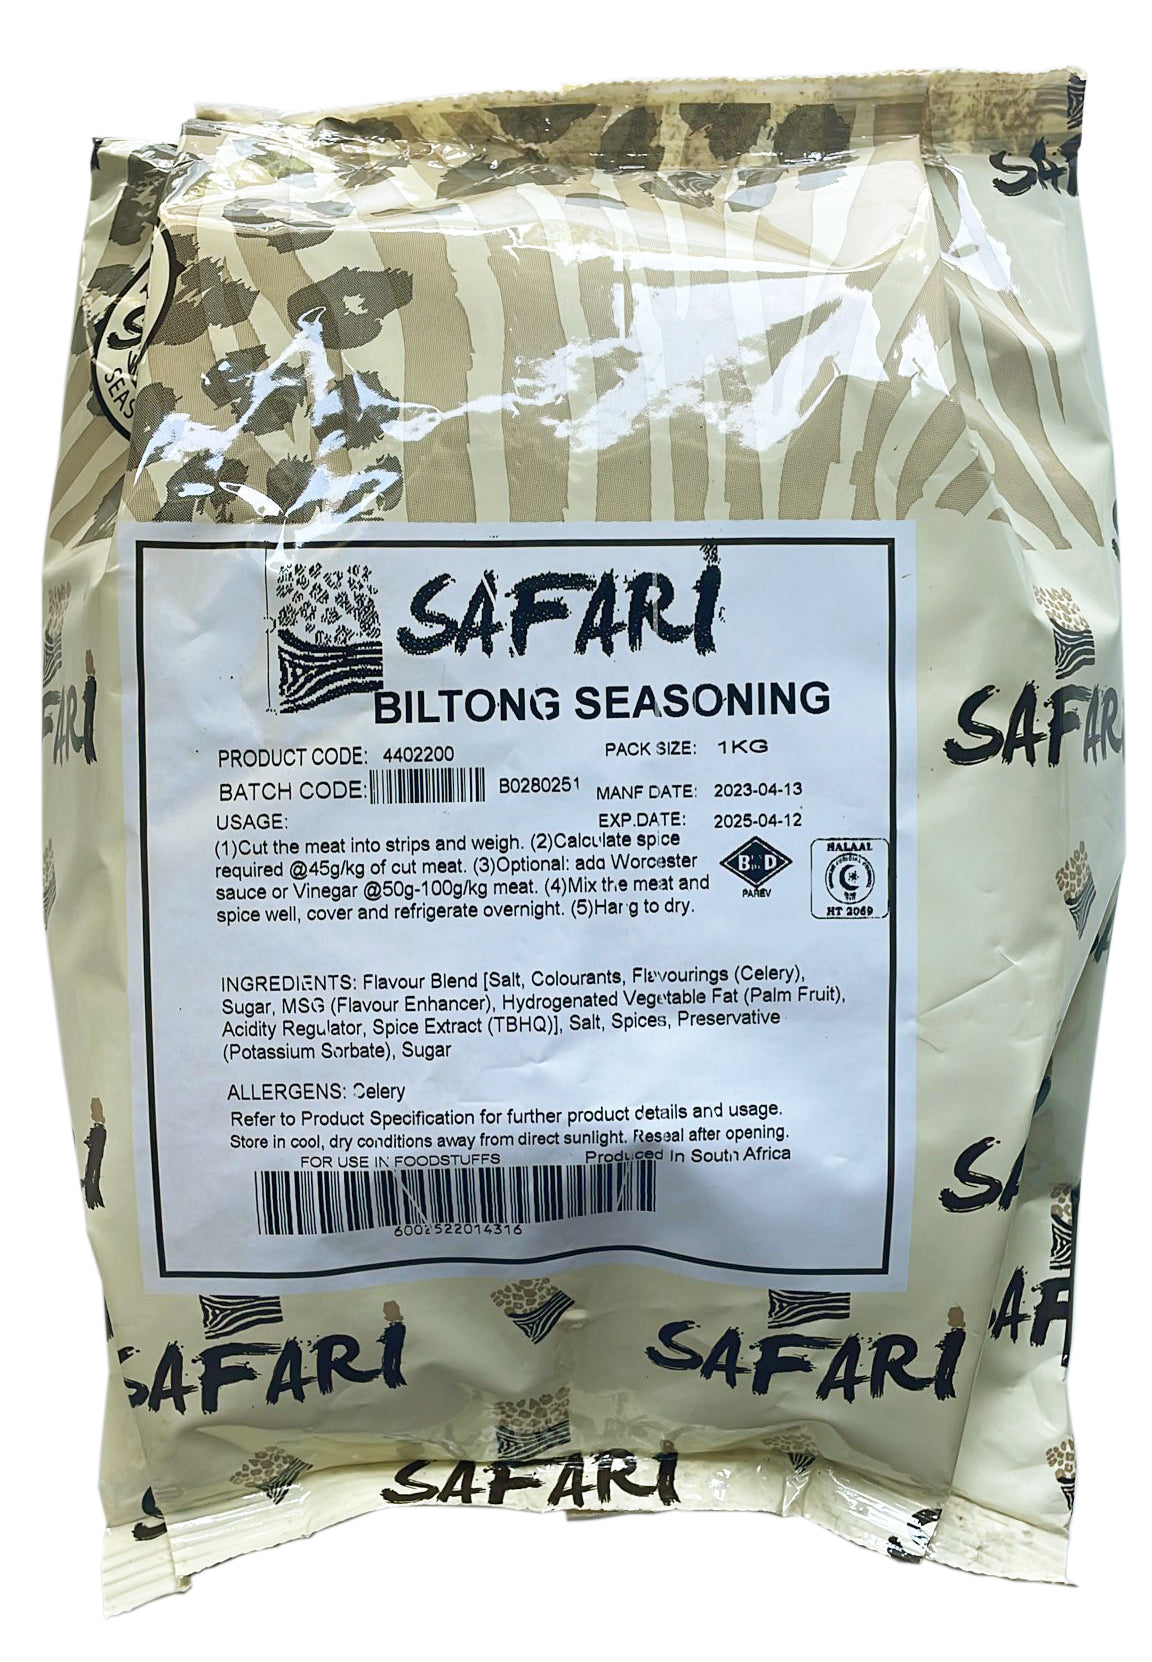 SAFARI
BILTONG SEASONING
PRODUCT CODE: 4402200
PACK SIZE: 1KG
BATCH CODE: B0280251
MANF DATE: 2023-04-13
USAGE:
EXP.DATE: 2025-04-12
(1)Cut the meat into strips and weigh. (2)Calculate spice
required @45g/kg of cut meat. (3)Optional: add Worcester
sauce or Vinegar @50g-100g/kg meat. (4)Mix the meat and
spice well, cover and refrigerate overnight. (5)Hang to dry.
PAREV
HALAAL
HT 2069
INGREDIENTS: Flavour Blend [Salt, Colourants, Flavourings (Celery),
Sugar, MSG (Flavour Enhancer), Hydrogenated Vegetable Fat (Palm Fruit),
Acidity Regulator, Spice Extract (TBHQ)], Salt, Spices, Preservative
(Potassium Sorbate), Sugar
ALLERGENS: Celery
Refer to Product Specification for further product details and usage.
Store in cool, dry conditions away from direct sunlight. Reseal after opening.
FOR USE IN FOODSTUFFS
Produced In South Africa
6002522014316
SAFARI
SAFARI
SAFARI
SAFARI